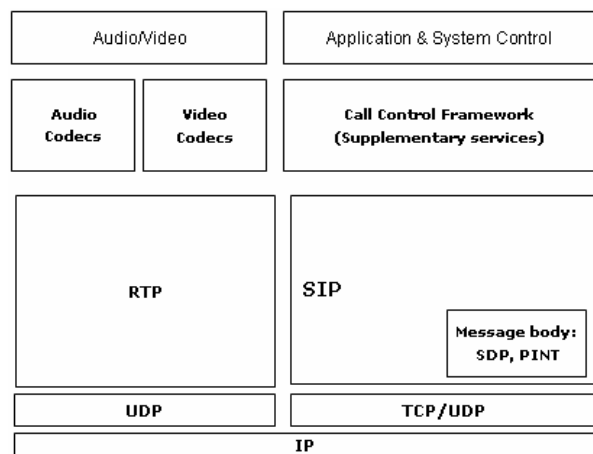 Audio/Video
Application & System Control
Audio
Codecs
Video
Codecs
Call Control Framework
(Supplementary services)
RTP
SIP
Message body:
SDP, PINT
UDP
TCP/UDP
IP